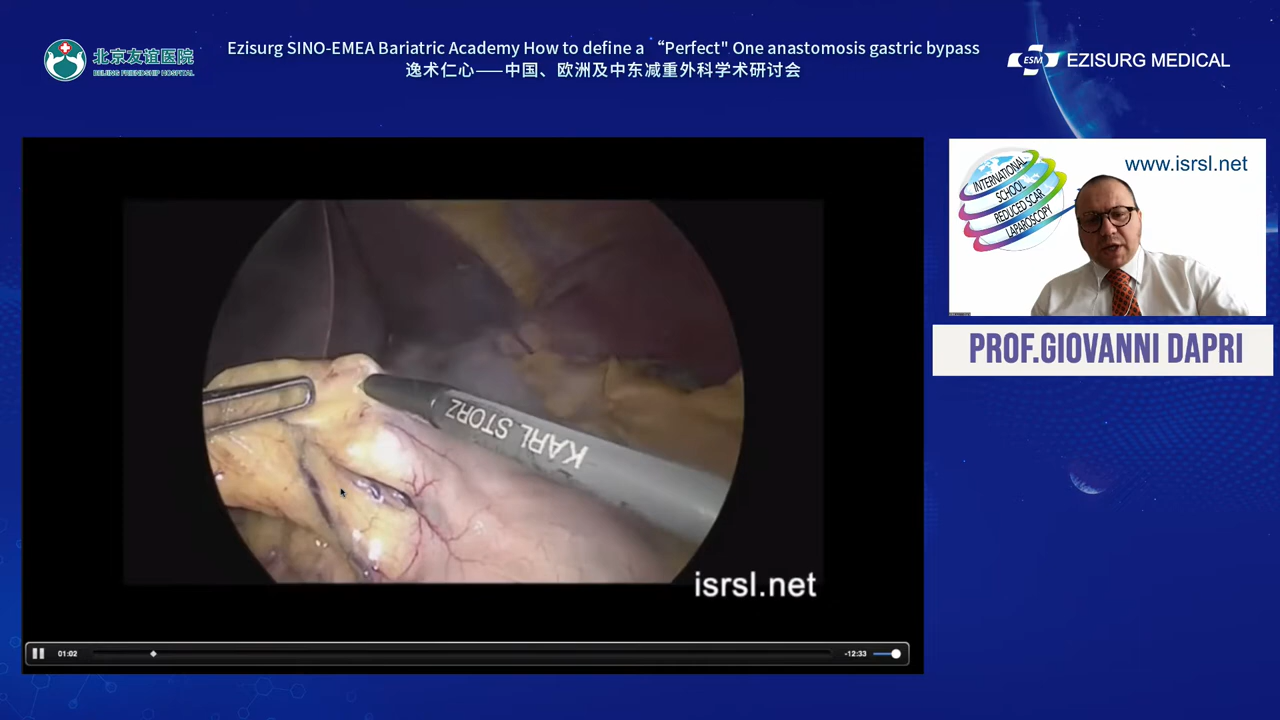 北京友谊医院
BEIJING FRIENDSHIP HOSPITAL
Ezisurg SINO-EMEA Bariatric Academy How to define a “Perfect" One anastomosis gastric bypass
逸术仁心——中国、欧洲及中东减重外科学术研讨会
ESM
EZISURG MEDICAL
www.isrsl.net
INTERNATIONAL
SCHOOL
REDUCED SCAR
LAPAROSCOPY
PROF.GIOVANNI DAPRI
KARL STORZ
isrsl.net
01:02
-12:33